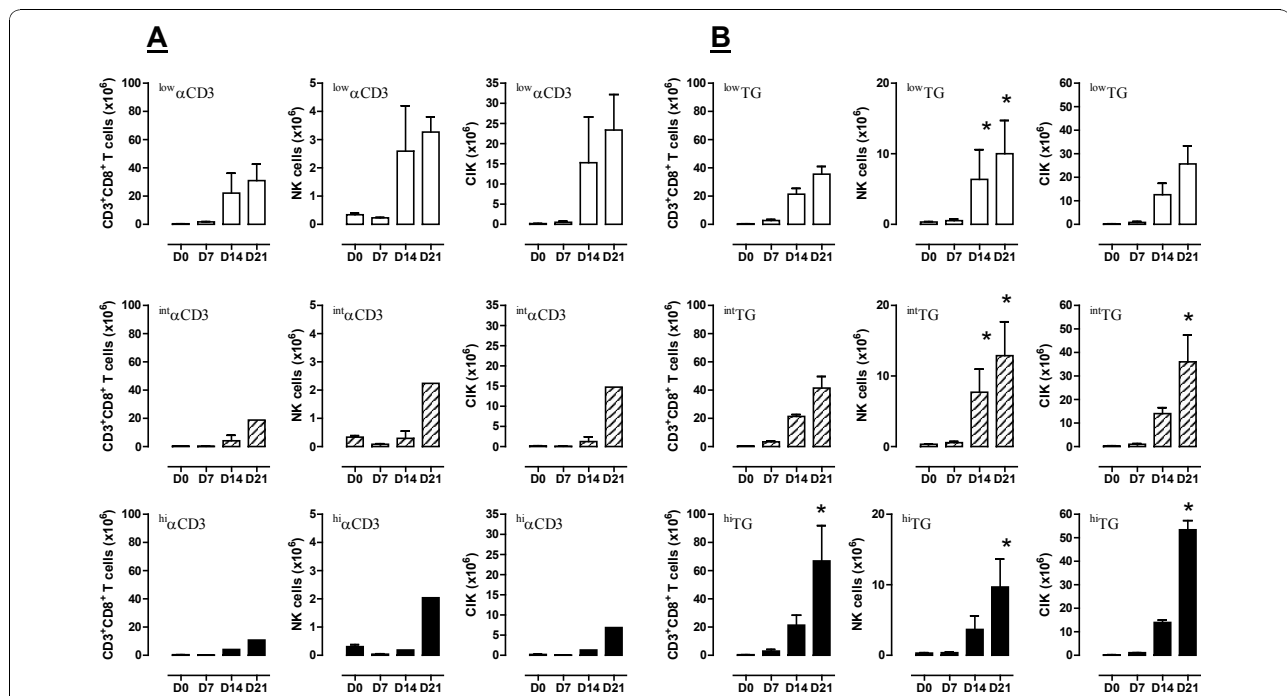 A
B
CD3⁺CD8⁺ T cells (x10⁶)
100
80
60
40
20
0
ˡᵒʷαCD3
D0 D7 D14 D21
NK cells (x10⁶)
5
4
3
2
1
0
ˡᵒʷαCD3
D0 D7 D14 D21
CIK (x10⁶)
35
30
25
20
15
10
5
0
ˡᵒʷαCD3
D0 D7 D14 D21
CD3⁺CD8⁺ T cells (x10⁶)
100
80
60
40
20
0
ˡᵒʷTG
D0 D7 D14 D21
NK cells (x10⁶)
20
10
0
ˡᵒʷTG
* *
D0 D7 D14 D21
CIK (x10⁶)
60
50
40
30
20
10
0
ˡᵒʷTG
D0 D7 D14 D21
CD3⁺CD8⁺ T cells (x10⁶)
100
80
60
40
20
0
ⁱⁿᵗαCD3
D0 D7 D14 D21
NK cells (x10⁶)
5
4
3
2
1
0
ⁱⁿᵗαCD3
D0 D7 D14 D21
CIK (x10⁶)
35
30
25
20
15
10
5
0
ⁱⁿᵗαCD3
D0 D7 D14 D21
CD3⁺CD8⁺ T cells (x10⁶)
100
80
60
40
20
0
ⁱⁿᵗTG
D0 D7 D14 D21
NK cells (x10⁶)
20
10
0
ⁱⁿᵗTG
* *
D0 D7 D14 D21
CIK (x10⁶)
60
50
40
30
20
10
0
ⁱⁿᵗTG
*
D0 D7 D14 D21
CD3⁺CD8⁺ T cells (x10⁶)
100
80
60
40
20
0
ʰⁱαCD3
D0 D7 D14 D21
NK cells (x10⁶)
5
4
3
2
1
0
ʰⁱαCD3
D0 D7 D14 D21
CIK (x10⁶)
35
30
25
20
15
10
5
0
ʰⁱαCD3
D0 D7 D14 D21
CD3⁺CD8⁺ T cells (x10⁶)
100
80
60
40
20
0
ʰⁱTG
*
D0 D7 D14 D21
NK cells (x10⁶)
20
10
0
ʰⁱTG
*
D0 D7 D14 D21
CIK (x10⁶)
60
50
40
30
20
10
0
ʰⁱTG
*
D0 D7 D14 D21